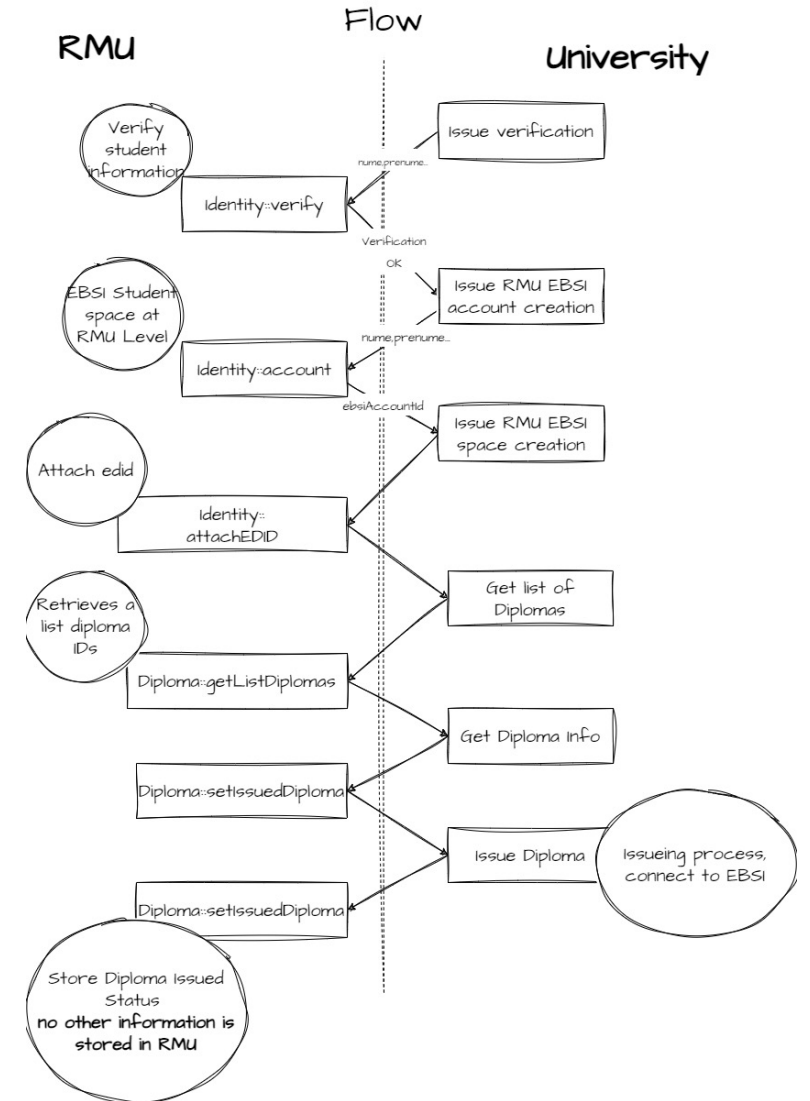 Flow
RMU
University
Verify
student
information
Issue verification
nume,prenume...
Identity::verify
Verification
OK
EBSI Student
space at
RMU Level
Issue RMU EBSI
account creation
nume,prenume...
Identity::account
ebsiAccountId
Issue RMU EBSI
space creation
Attach edid
Identity::
attachEDID
Get list of
Diplomas
Retrieves a
list diploma
IDs
Diploma::getListDiplomas
Get Diploma Info
Diploma::setIssuedDiploma
Issue Diploma
Issueing process,
connect to EBSI
Diploma::setIssuedDiploma
Store Diploma Issued
Status
no other information is
stored in RMU